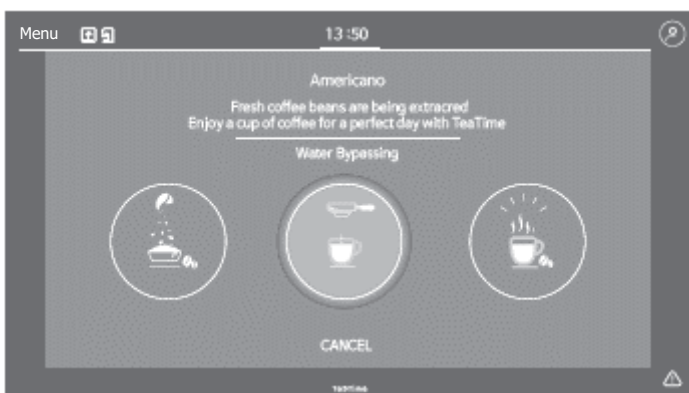 Menu
13:50
Americano
Fresh coffee beans are being extracred
Enjoy a cup of coffee for a perfect day with TeaTime
Water Bypassing
CANCEL
TeaTime